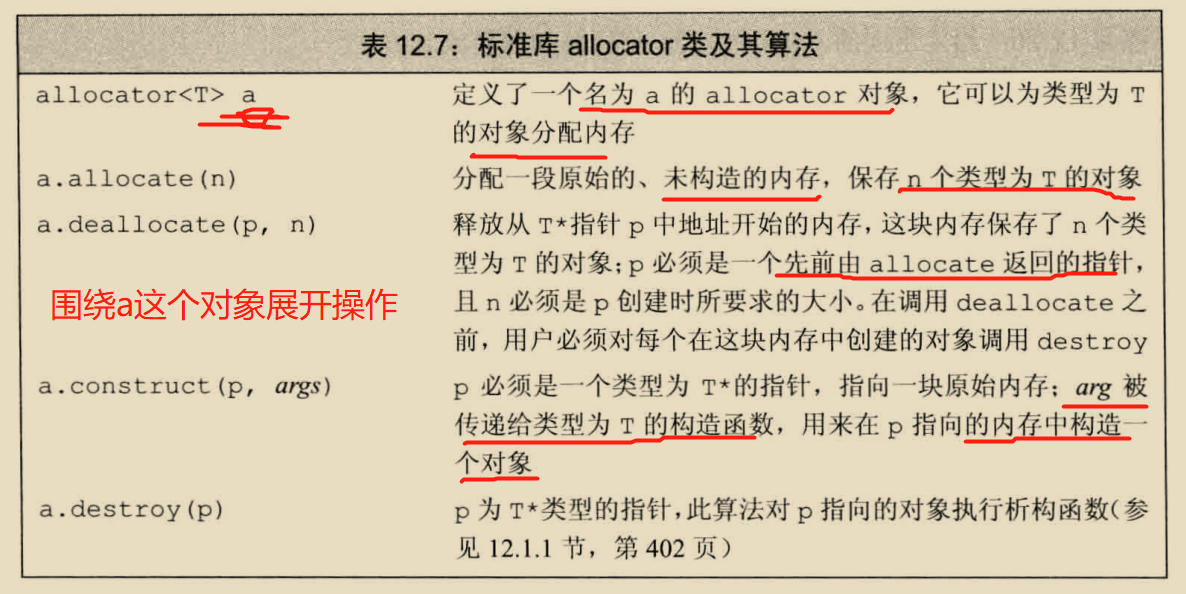 表 12.7：标准库 allocator 类及其算法
allocator<T> a
定义了一个名为 a 的 allocator 对象，它可以为类型为 T
的对象分配内存
a.allocate(n)
分配一段原始的、未构造的内存，保存 n 个类型为 T 的对象
a.deallocate(p, n)
释放从 T*指针 p 中地址开始的内存，这块内存保存了 n 个类
型为 T 的对象；p 必须是一个先前由 allocate 返回的指针，
且 n 必须是 p 创建时所要求的大小。在调用 deallocate 之
前，用户必须对每个在这块内存中创建的对象调用 destroy
围绕a这个对象展开操作
a.construct(p, args)
p 必须是一个类型为 T*的指针，指向一块原始内存；arg 被
传递给类型为 T 的构造函数，用来在 p 指向的内存中构造一
个对象
a.destroy(p)
p 为 T*类型的指针，此算法对 p 指向的对象执行析构函数（参
见 12.1.1 节，第 402 页）